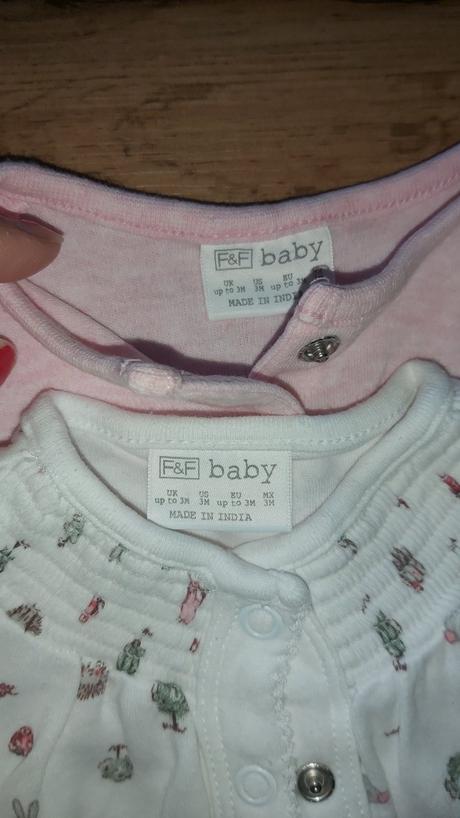 F&F baby
UK US EU
up to 3M 3M up to 3M
MADE IN INDIA
F&F baby
UK US EU MX
up to 3M 3M up to 3M 3M
MADE IN INDIA